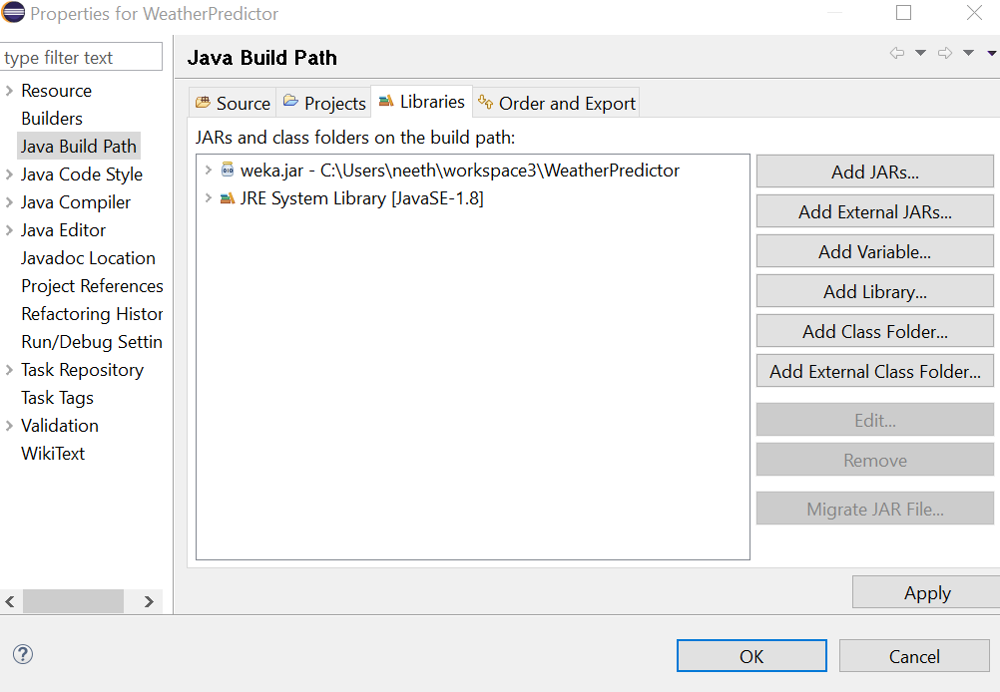 Properties for WeatherPredictor
type filter text
Resource
Builders
Java Build Path
Java Code Style
Java Compiler
Java Editor
Javadoc Location
Project References
Refactoring Histor
Run/Debug Settin
Task Repository
Task Tags
Validation
WikiText
Java Build Path
Source Projects Libraries Order and Export
JARs and class folders on the build path:
weka.jar - C:\Users\neeth\workspace3\WeatherPredictor
JRE System Library [JavaSE-1.8]
Add JARs...
Add External JARs...
Add Variable...
Add Library...
Add Class Folder...
Add External Class Folder...
Edit...
Remove
Migrate JAR File...
Apply
OK Cancel